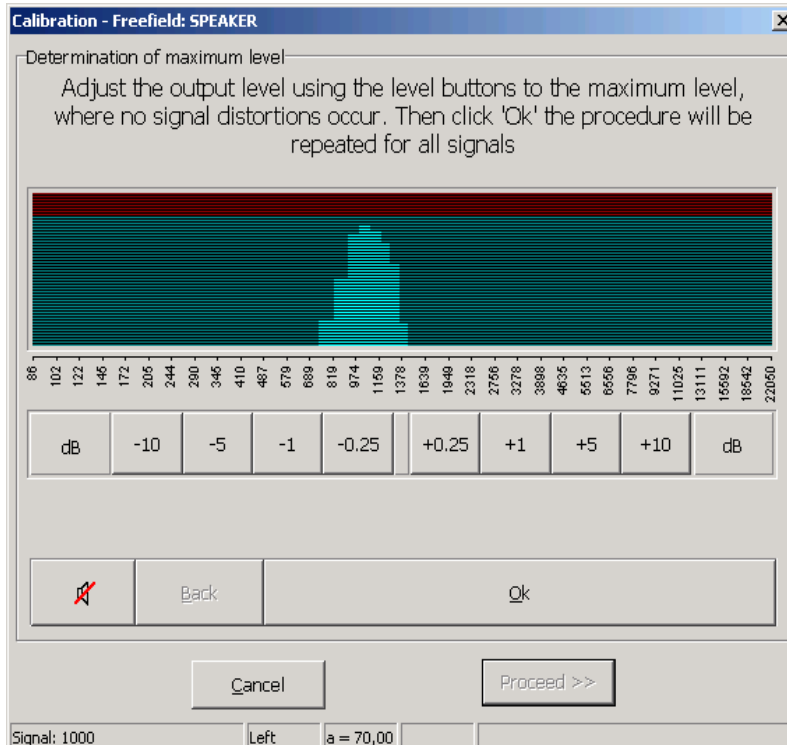 Calibration - Freefield: SPEAKER
Determination of maximum level
Adjust the output level using the level buttons to the maximum level,
where no signal distortions occur. Then click 'Ok' the procedure will be
repeated for all signals
86 102 122 145 172 205 244 290 345 410 487 579 689 819 974 1159 1378 1639 1949 2318 2756 3278 3898 4635 5513 6556 7796 9271 11025 13111 15592 18542 22050
dB -10 -5 -1 -0.25 +0.25 +1 +5 +10 dB
Back Ok
Cancel Proceed >>
Signal: 1000 Left a = 70,00